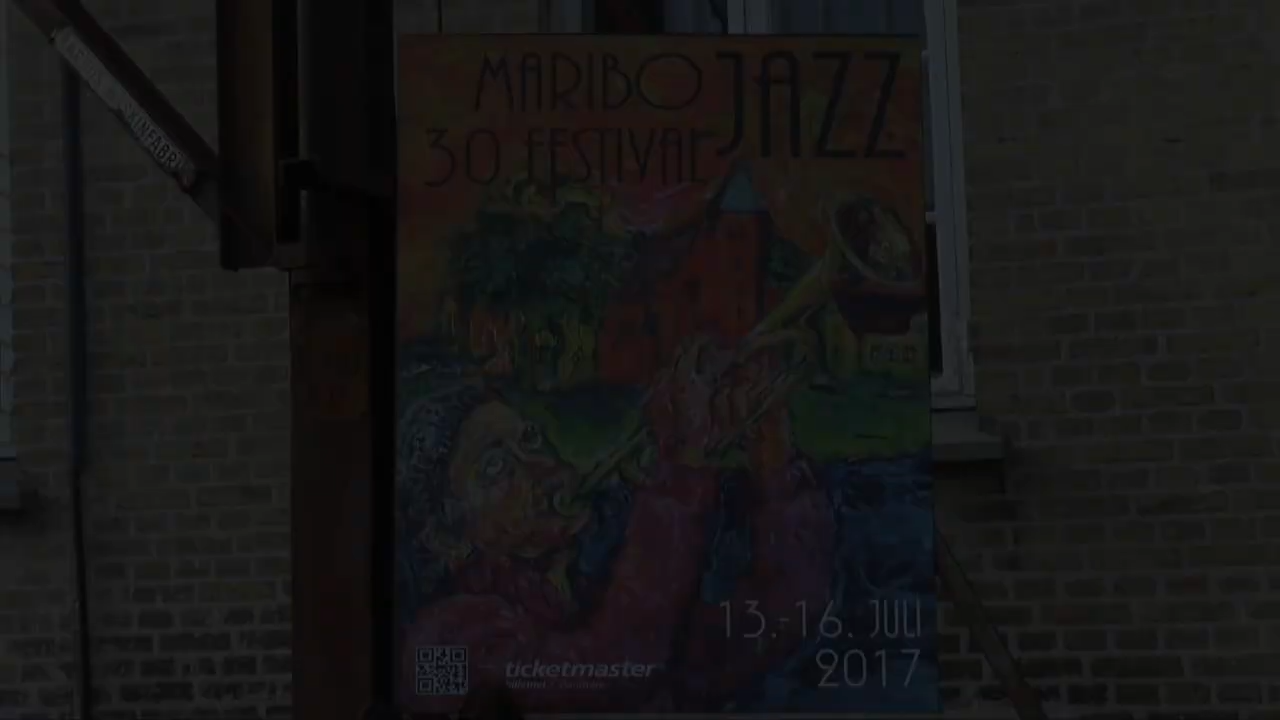 MARIBO JAZZ
30 FESTIVAL
13.-16. JULI
2017
ticketmaster